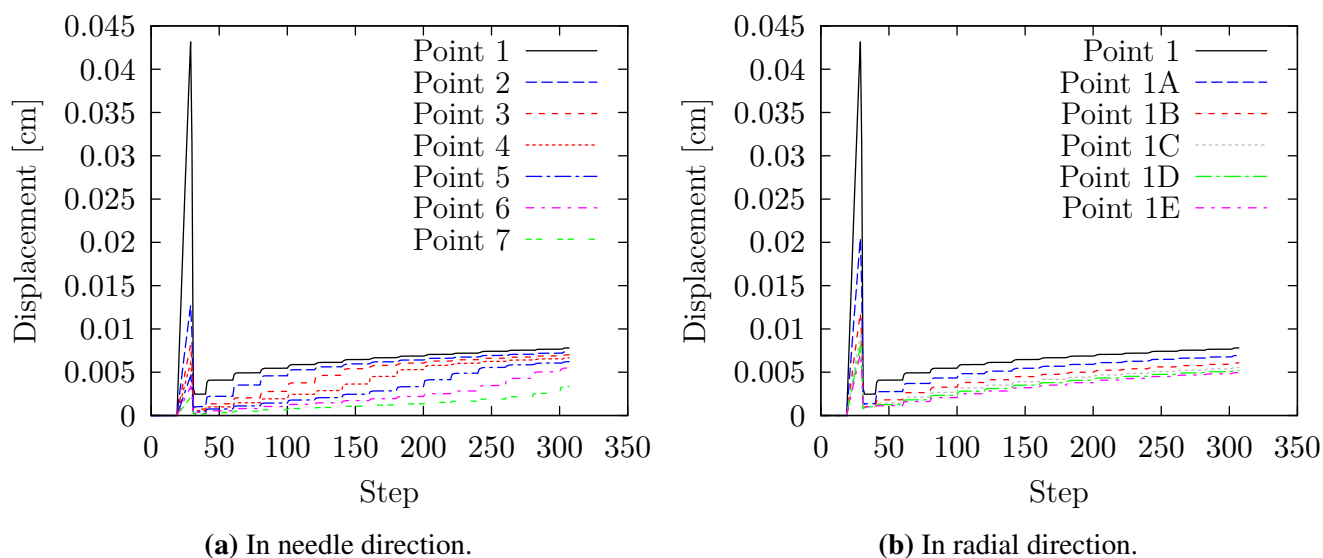 0.045
0.04
0.035
0.03
0.025
0.02
0.015
0.01
0.005
0
Displacement [cm]
0 50 100 150 200 250 300 350
Step
Point 1
Point 2
Point 3
Point 4
Point 5
Point 6
Point 7
(a) In needle direction.
0.045
0.04
0.035
0.03
0.025
0.02
0.015
0.01
0.005
0
Displacement [cm]
0 50 100 150 200 250 300 350
Step
Point 1
Point 1A
Point 1B
Point 1C
Point 1D
Point 1E
(b) In radial direction.